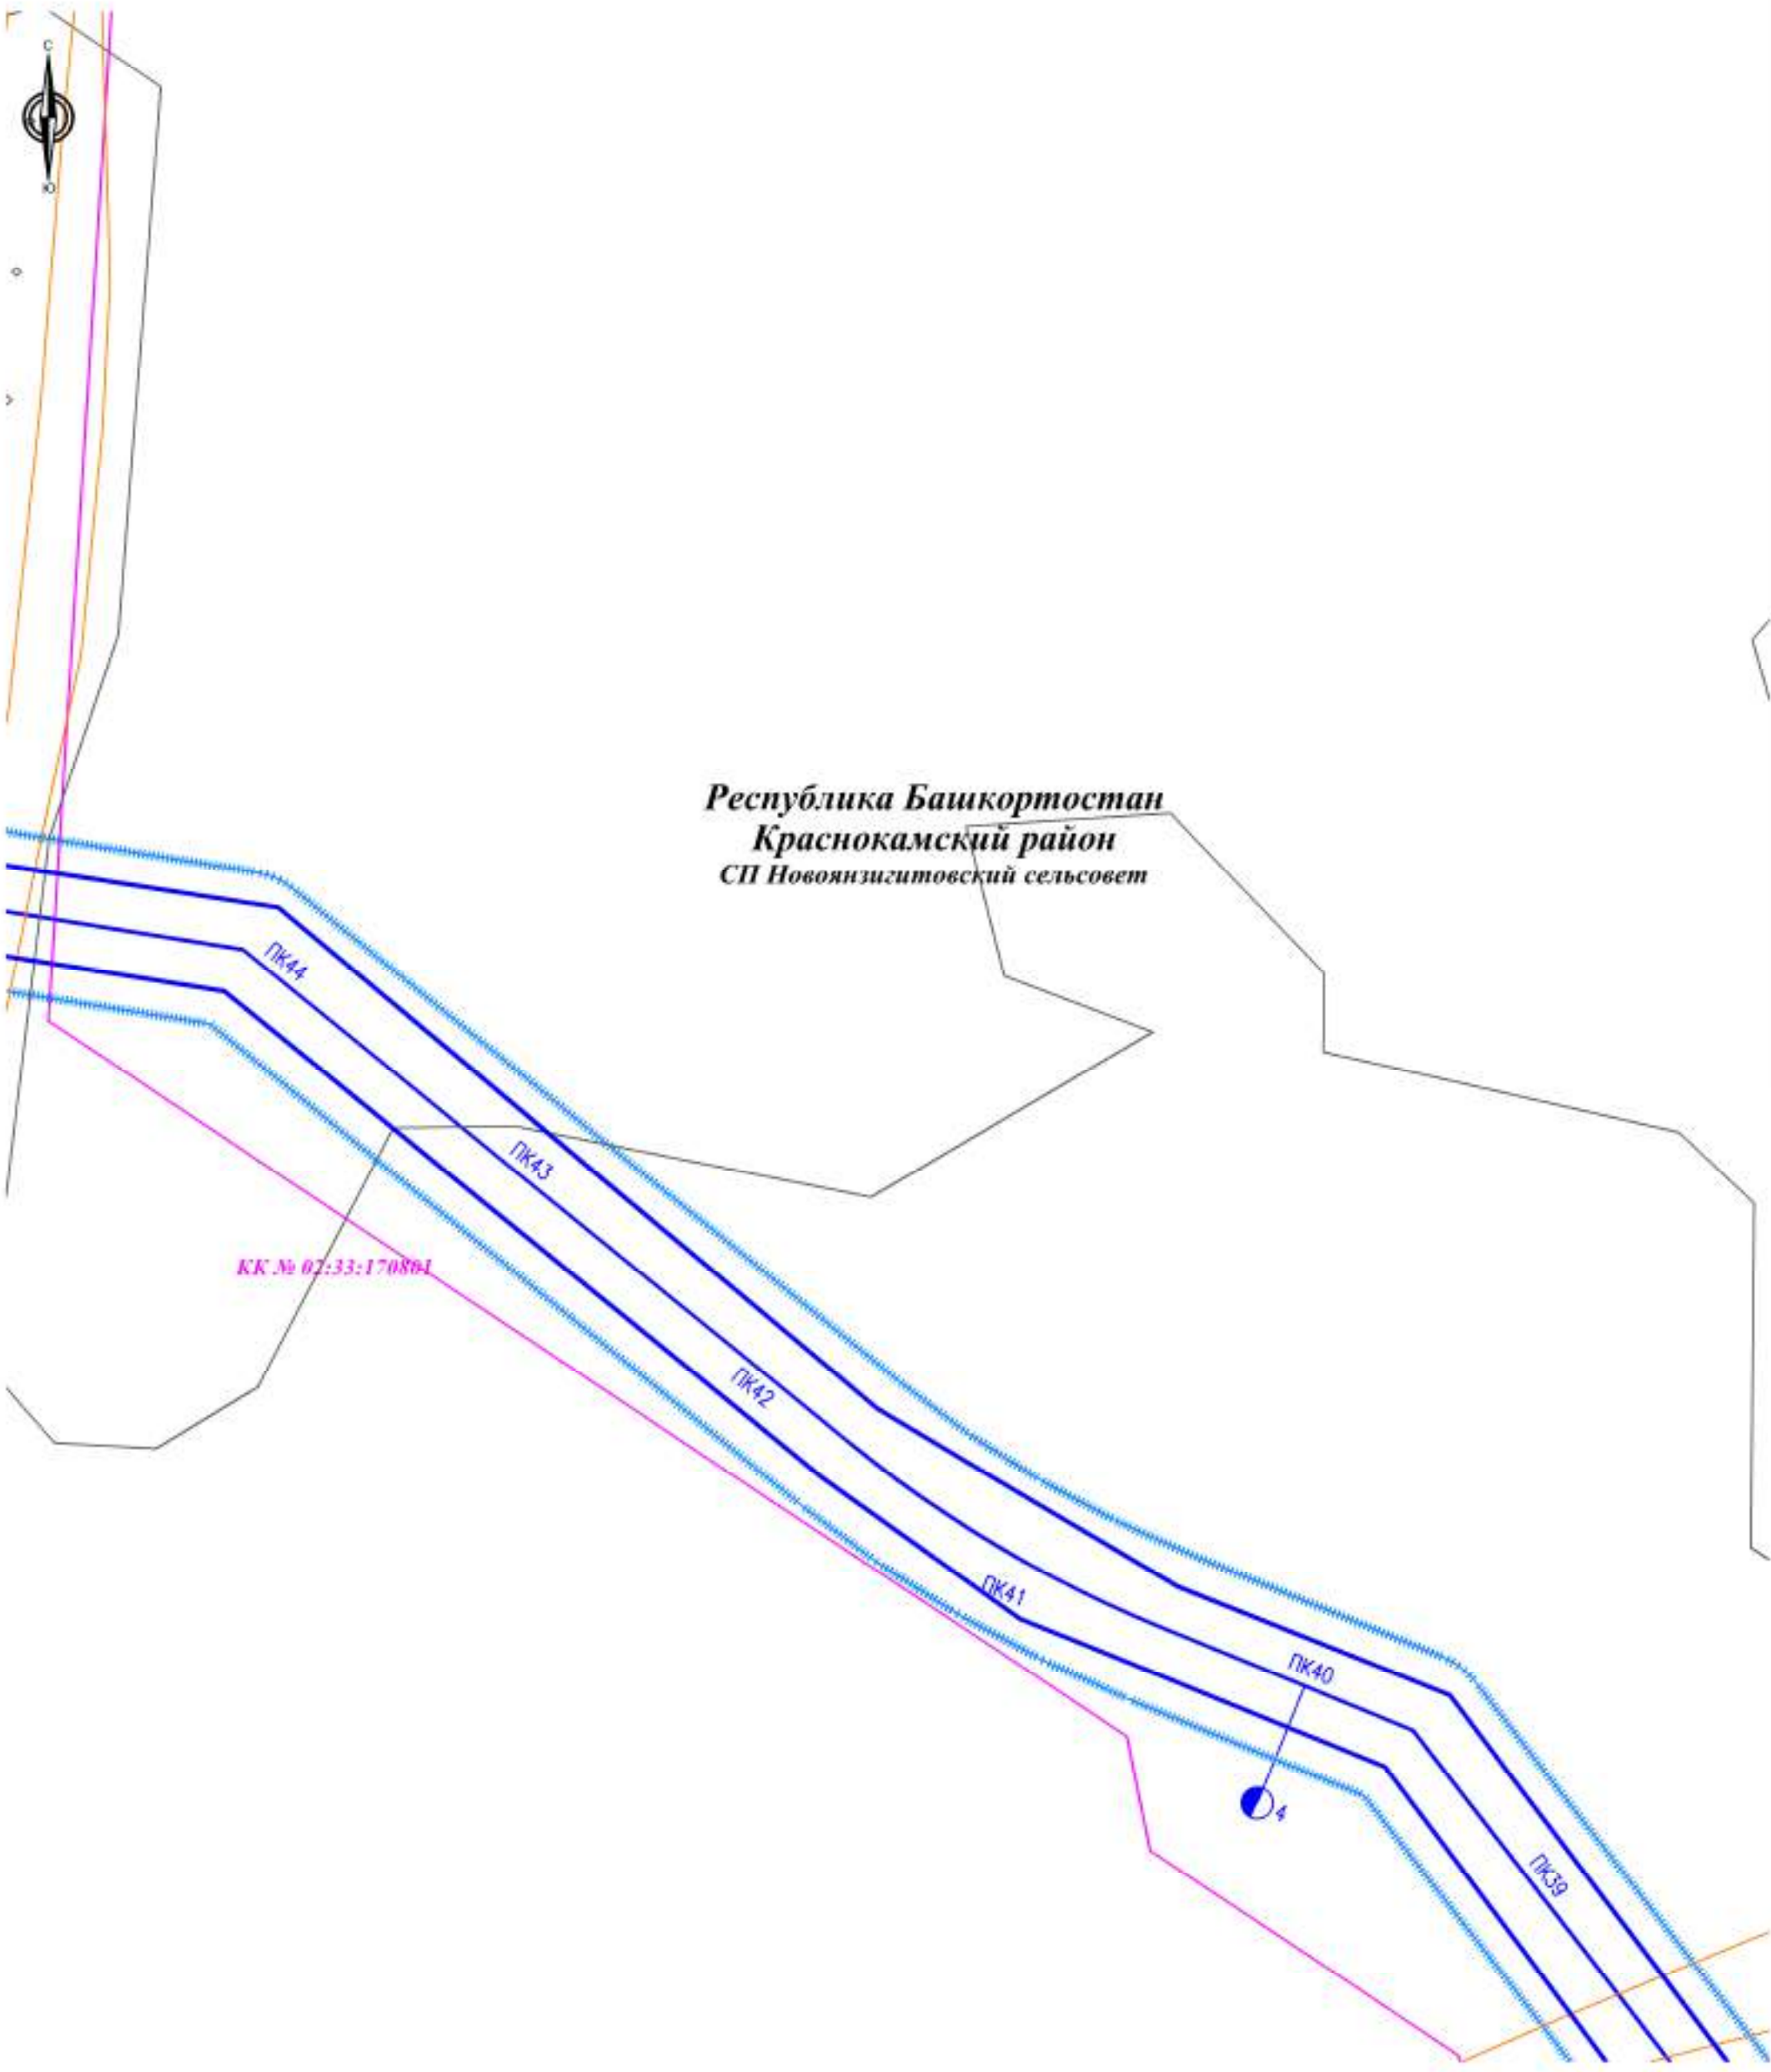 С
Ю
Республика Башкортостан
Краснокамский район
СП Новоянзигитовский сельсовет
ПК44
ПК43
КК № 02:33:170801
ПК42
ПК41
ПК40
4
ПК39